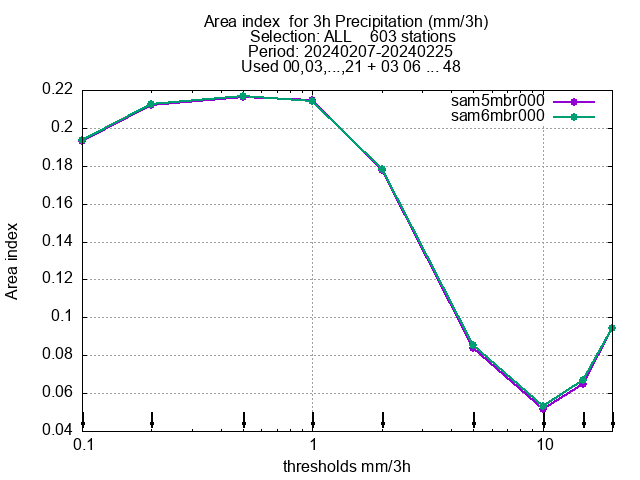 Area index  for 3h Precipitation (mm/3h)
Selection: ALL    603 stations
Period: 20240207-20240225
Used 00,03,...,21 + 03 06 ... 48
sam5mbr000
sam6mbr000
0.22
0.2
0.18
0.16
0.14
0.12
0.1
0.08
0.06
0.04
Area index
0.1
1
10
thresholds mm/3h